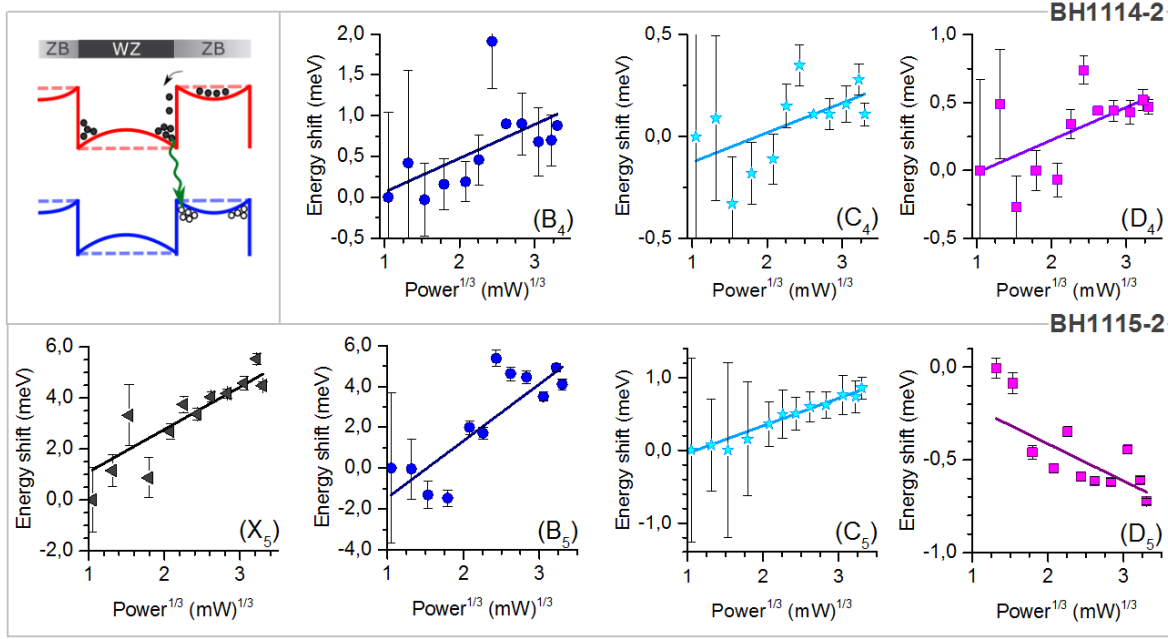 BH1114-2
ZB WZ ZB
Energy shift (meV)
2,0
1,5
1,0
0,5
0,0
-0,5
1 2 3
Power1/3 (mW)1/3
(B4)
Energy shift (meV)
0,5
0,0
-0,5
1 2 3
Power1/3 (mW)1/3
(C4)
Energy shift (meV)
1,0
0,5
0,0
-0,5
1 2 3
Power1/3 (mW)1/3
(D4)
BH1115-2
Energy shift (meV)
6,0
4,0
2,0
0,0
-2,0
1 2 3
Power1/3 (mW)1/3
(X5)
Energy shift (meV)
6,0
4,0
2,0
0,0
-2,0
-4,0
1 2 3
Power1/3 (mW)1/3
(B5)
Energy shift (meV)
1,0
0,0
-1,0
1 2 3
Power1/3 (mW)1/3
(C5)
Energy shift (meV)
0,0
-0,5
-1,0
1 2 3
Power1/3 (mW)1/3
(D5)